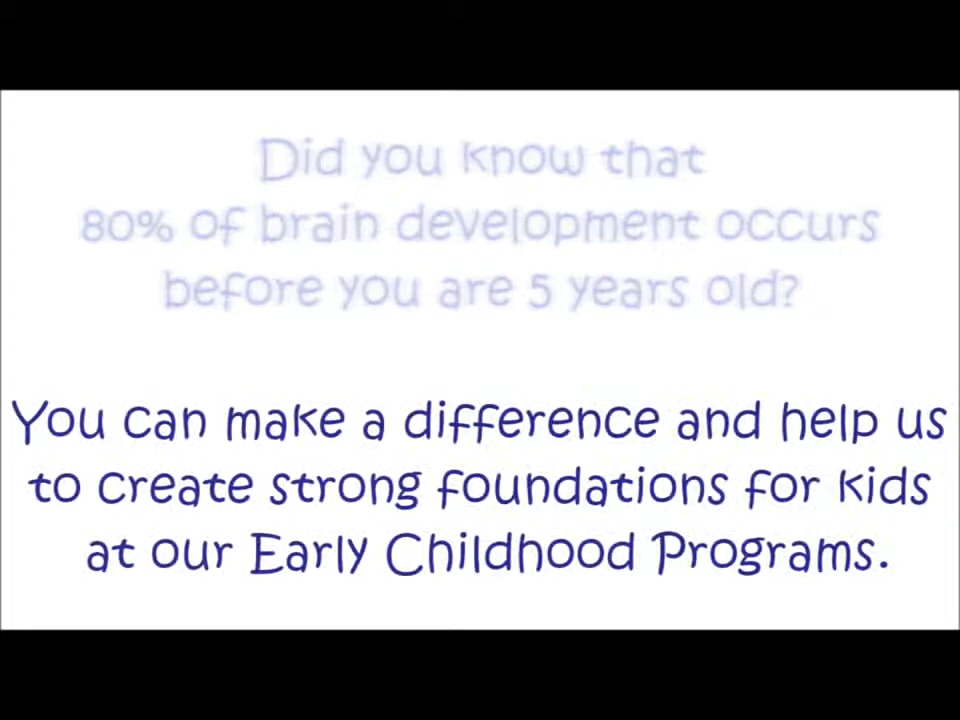 Did you know that
80% of brain development occurs
before you are 5 years old?
You can make a difference and help us
to create strong foundations for kids
at our Early Childhood Programs.